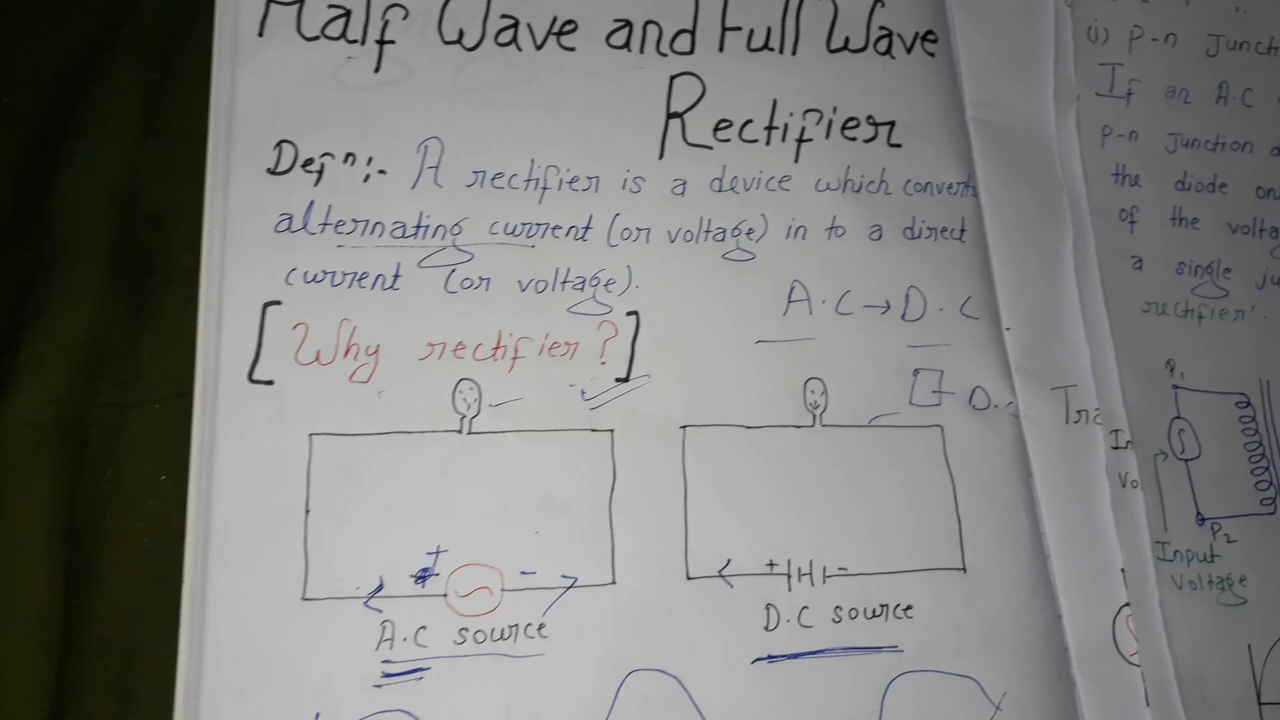 Half Wave and Full Wave
Rectifier
Defⁿ:- A rectifier is a device which converts
alternating current (or voltage) in to a direct
current (or voltage).
A.C → D.C
[Why rectifier?]
D.
+ -
A.C source
+ -
D.C source
(i) P-n Juncti
If an A.C
P-n Junction
the diode on
of the volta
a single ju
rectifier'.
P₁
P₂
Input
Voltage